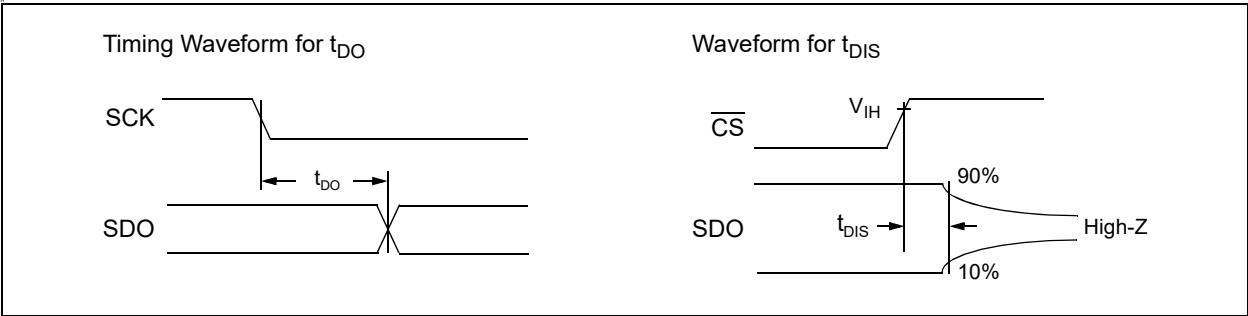 Timing Waveform for tDO
SCK
tDO
SDO
Waveform for tDIS
CS
VIH
SDO
90%
tDIS
High-Z
10%